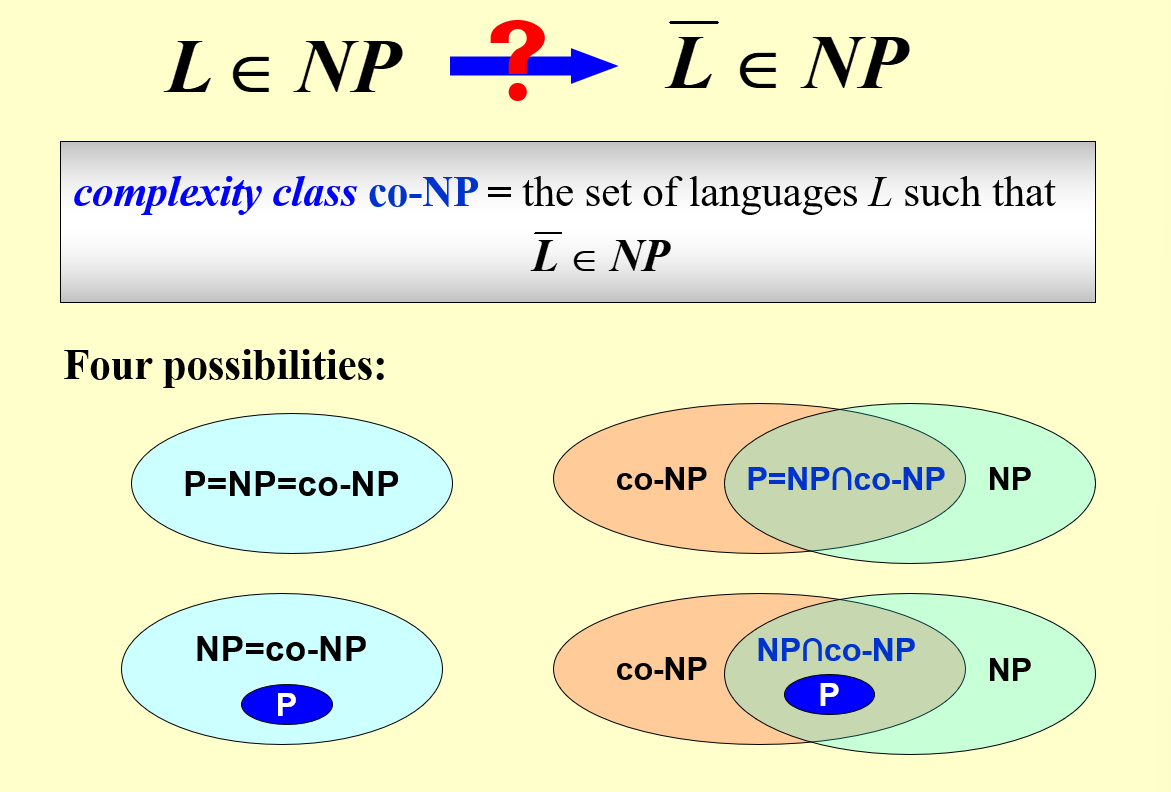 L ∈ NP ? L̅ ∈ NP
complexity class co-NP = the set of languages L such that
L̅ ∈ NP
Four possibilities:
P=NP=co-NP
co-NP P=NP∩co-NP NP
NP=co-NP
P
co-NP NP∩co-NP NP
P